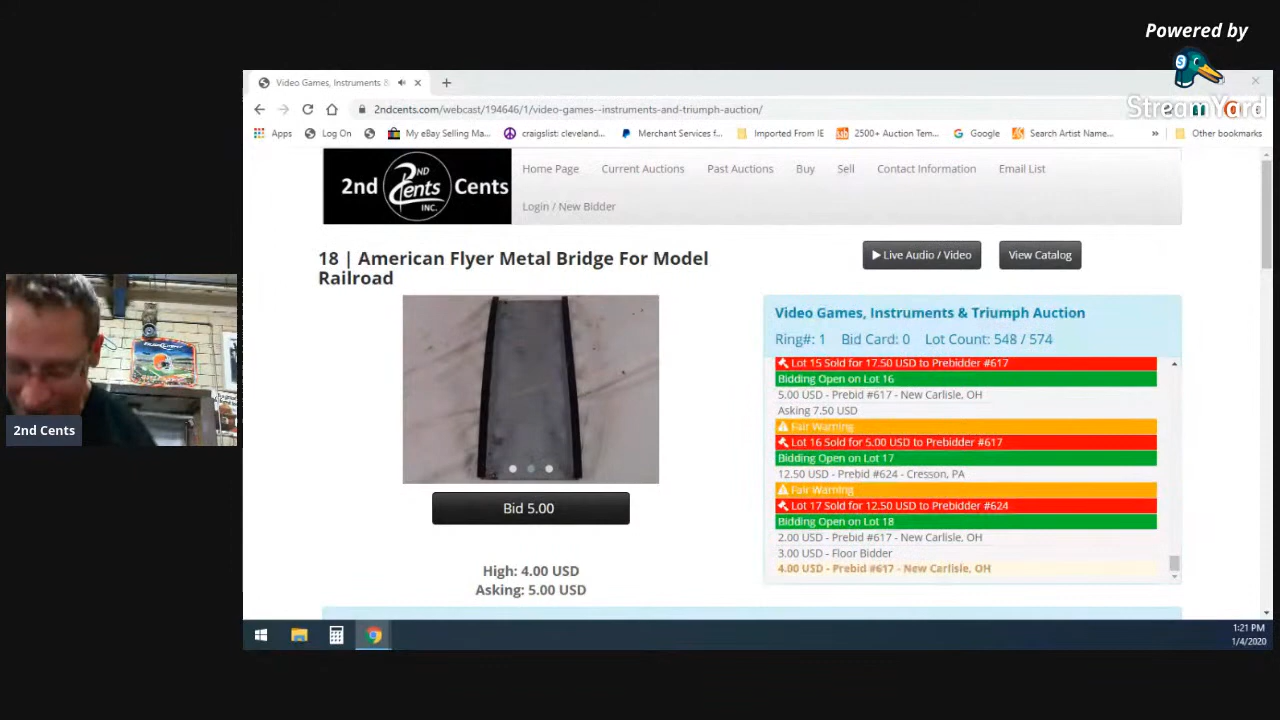 Powered by
StreamYard
Video Games, Instruments &
2ndcents.com/webcast/194646/1/video-games--instruments-and-triumph-auction/
Apps
Log On
My eBay Selling Ma...
craigslist: cleveland...
Merchant Services f...
Imported From IE
2500+ Auction Tem...
Google
Search Artist Name...
»
Other bookmarks
2nd 2ND Cents INC. Cents
Home Page
Current Auctions
Past Auctions
Buy
Sell
Contact Information
Email List
Login / New Bidder
18 | American Flyer Metal Bridge For Model
Railroad
Live Audio / Video
View Catalog
Bid 5.00
High: 4.00 USD
Asking: 5.00 USD
Video Games, Instruments & Triumph Auction
Ring#: 1 Bid Card: 0 Lot Count: 548 / 574
Lot 15 Sold for 17.50 USD to Prebidder #617
Bidding Open on Lot 16
5.00 USD - Prebid #617 - New Carlisle, OH
Asking 7.50 USD
Fair Warning
Lot 16 Sold for 5.00 USD to Prebidder #617
Bidding Open on Lot 17
12.50 USD - Prebid #624 - Cresson, PA
Fair Warning
Lot 17 Sold for 12.50 USD to Prebidder #624
Bidding Open on Lot 18
2.00 USD - Prebid #617 - New Carlisle, OH
3.00 USD - Floor Bidder
4.00 USD - Prebid #617 - New Carlisle, OH
2nd Cents
1:21 PM
1/4/2020